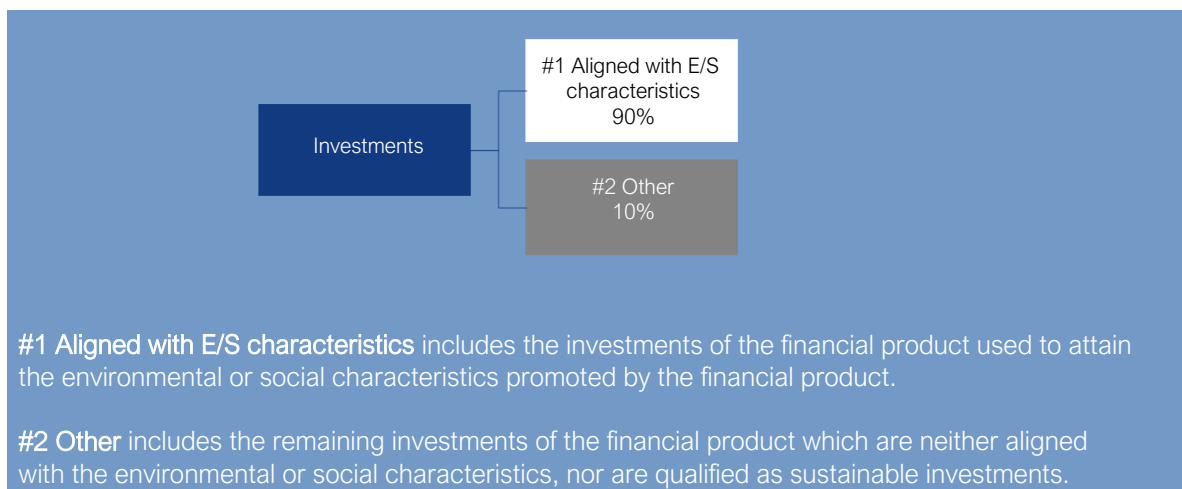 #1 Aligned with E/S
characteristics
90%
Investments
#2 Other
10%
#1 Aligned with E/S characteristics includes the investments of the financial product used to attain
the environmental or social characteristics promoted by the financial product.
#2 Other includes the remaining investments of the financial product which are neither aligned
with the environmental or social characteristics, nor are qualified as sustainable investments.